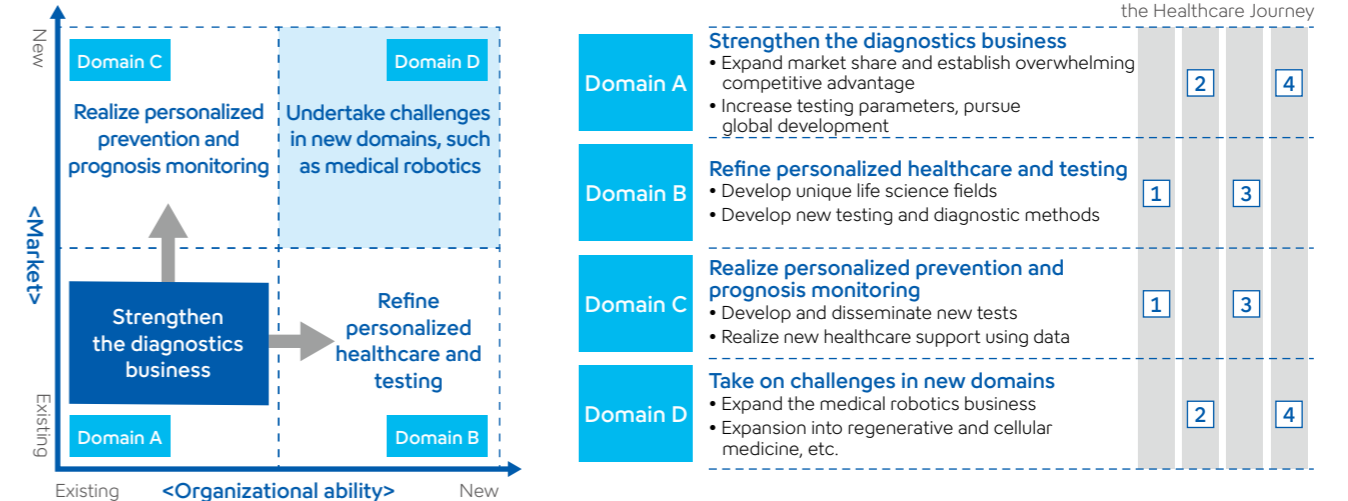 New
Domain C
Domain D
Realize personalized
prevention and
prognosis monitoring
Undertake challenges
in new domains, such
as medical robotics
<Market>
Strengthen
the diagnostics
business
Refine
personalized
healthcare and
testing
Existing
Domain A
Domain B
Existing
<Organizational ability>
New
the Healthcare Journey
Domain A
Strengthen the diagnostics business
• Expand market share and establish overwhelming
competitive advantage
• Increase testing parameters, pursue
global development
2 4
Domain B
Refine personalized healthcare and testing
• Develop unique life science fields
• Develop new testing and diagnostic methods
1 3
Domain C
Realize personalized prevention and
prognosis monitoring
• Develop and disseminate new tests
• Realize new healthcare support using data
1 3
Domain D
Take on challenges in new domains
• Expand the medical robotics business
• Expansion into regenerative and cellular
medicine, etc.
2 4